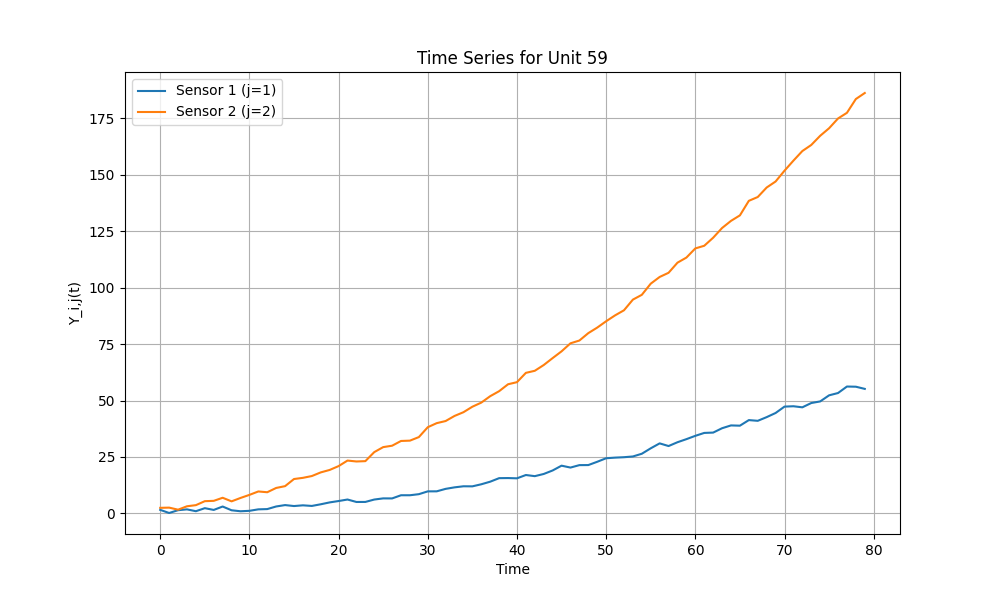 Time Series for Unit 59
Sensor 1 (j=1)
Sensor 2 (j=2)
175
150
125
100
75
50
25
0
Y_i,j(t)
0 10 20 30 40 50 60 70 80
Time